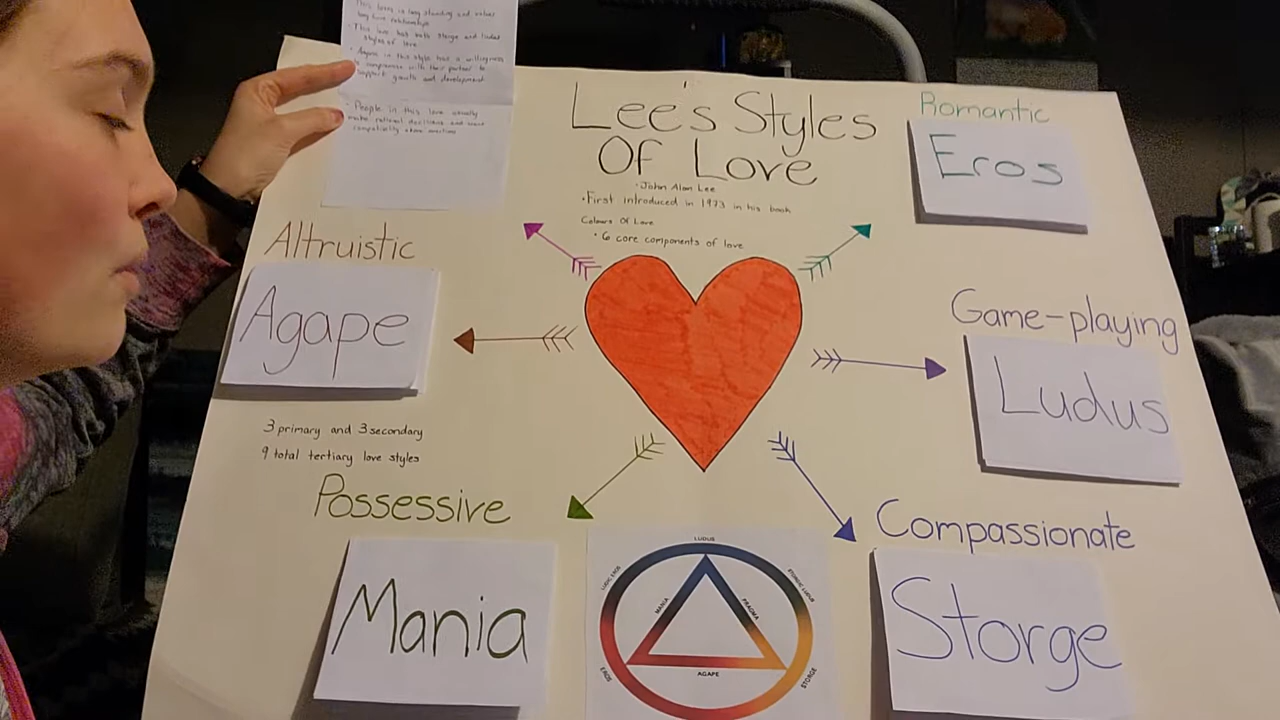 This love is long standing and values
long term relationships
• This love has both storge and ludus
styles of love
• Agape in this style has a willingness
to compromise with their partner to
support growth and development
• People in this love usually
make rational decisions and want
compatibility above emotions
Lee's Styles
Of Love
• John Alan Lee
• First introduced in 1973 in his book
Colours Of Love
• 6 core components of love
Romantic
Eros
Altruistic
Agape
Game-playing
Ludus
3 primary and 3 secondary
9 total tertiary love styles
Possessive
Mania
Compassionate
Storge
LUDUS
LUDIC EROS
STORGIC LUDUS
MANIA
PRAGMA
AGAPE
EROS
STORGE